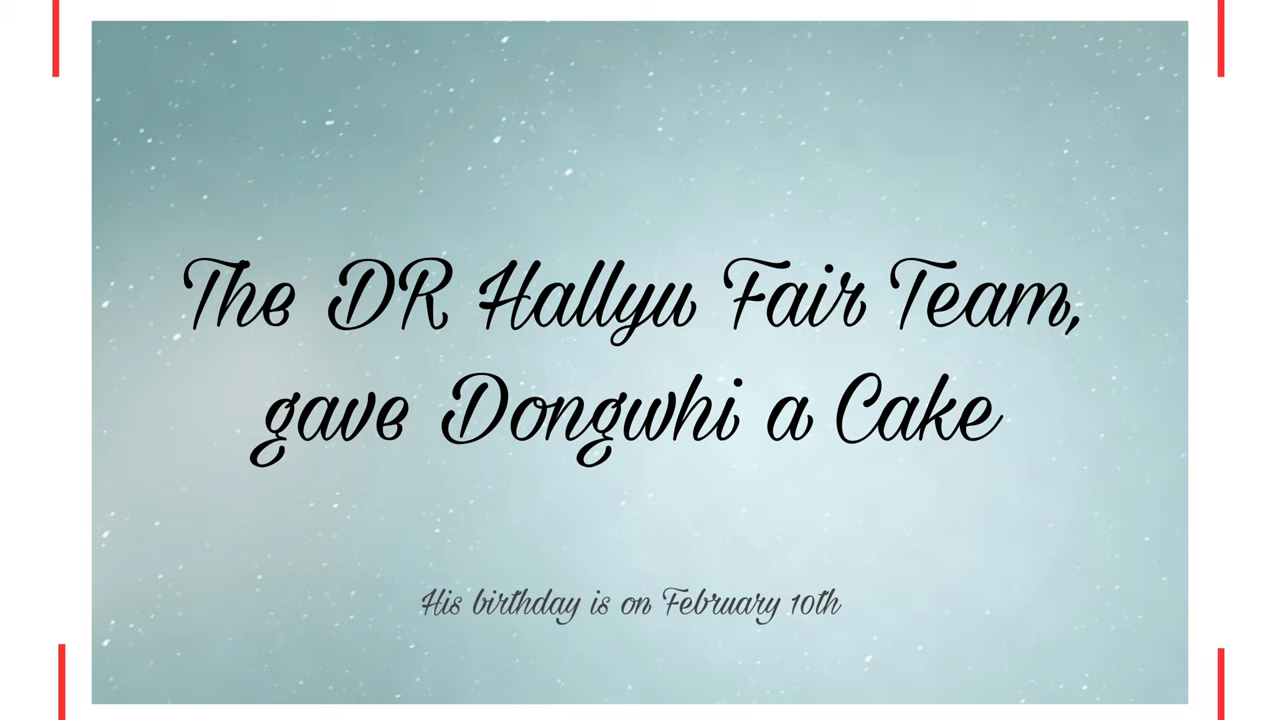 The DR Hallyu Fair Team,
gave Dongwhi a Cake
His birthday is on February 10th